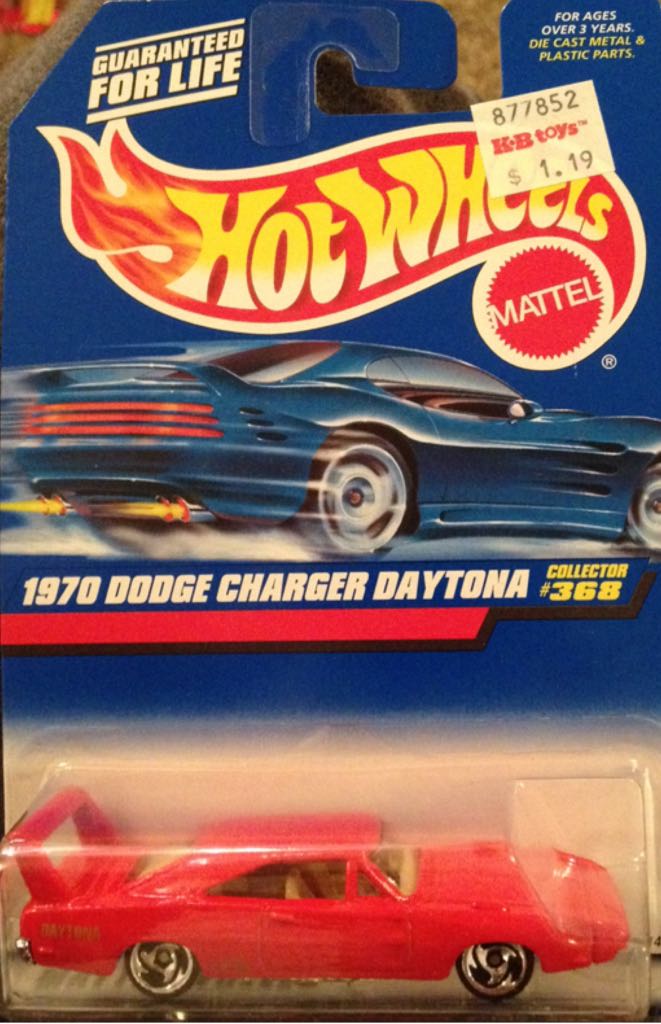 GUARANTEED
FOR LIFE
FOR AGES
OVER 3 YEARS.
DIE CAST METAL &
PLASTIC PARTS.
877852
K·B toys™
$ 1.19
HOT WHEELS
MATTEL
®
1970 DODGE CHARGER DAYTONA
COLLECTOR
#368
DAYTONA